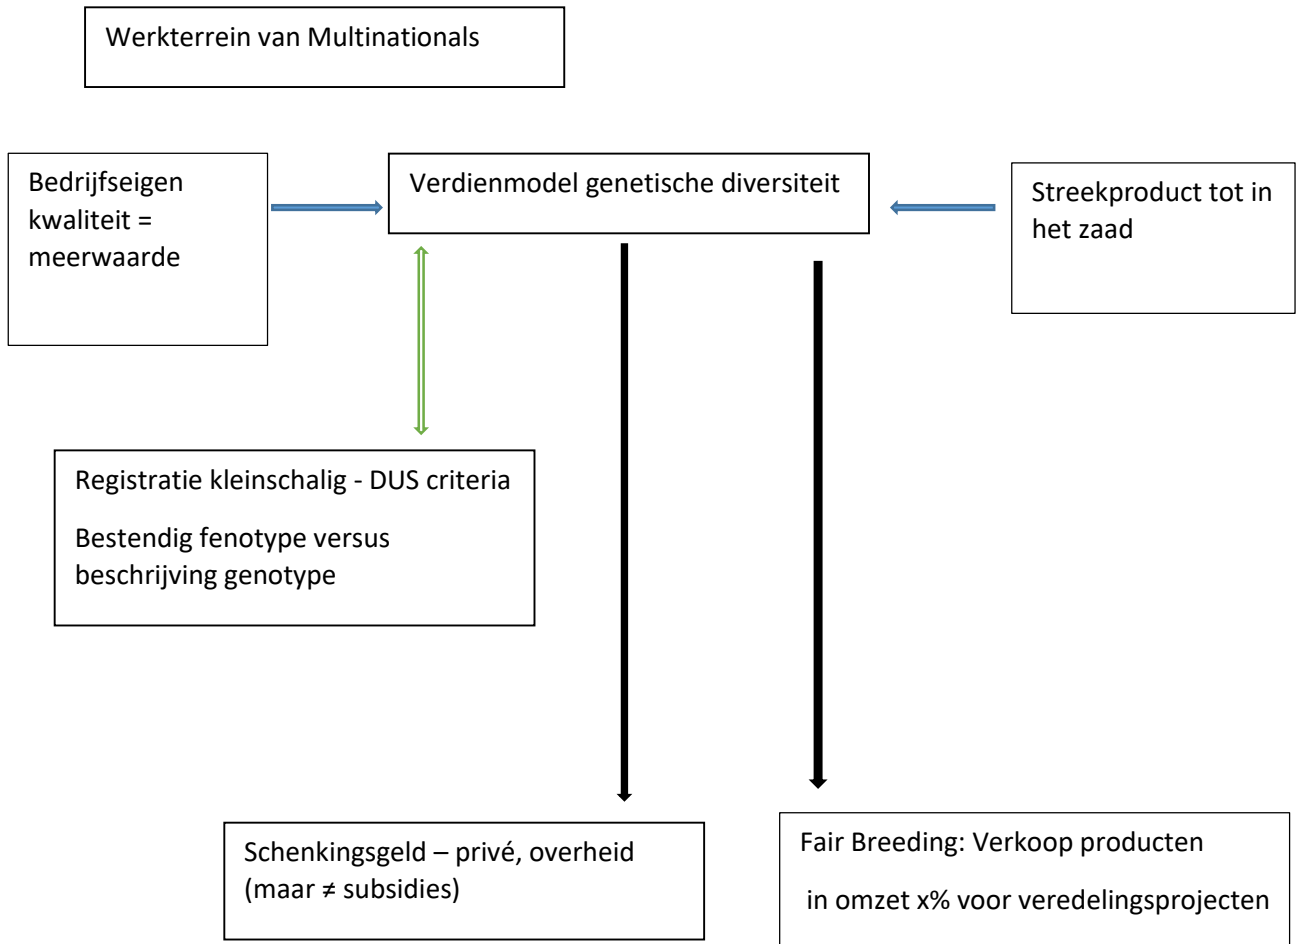 Werkterrein van Multinationals
Bedrijfseigen
kwaliteit =
meerwaarde
Verdienmodel genetische diversiteit
Streekproduct tot in
het zaad
Registratie kleinschalig - DUS criteria
Bestendig fenotype versus
beschrijving genotype
Schenkingsgeld – privé, overheid
(maar ≠ subsidies)
Fair Breeding: Verkoop producten
in omzet x% voor veredelingsprojecten